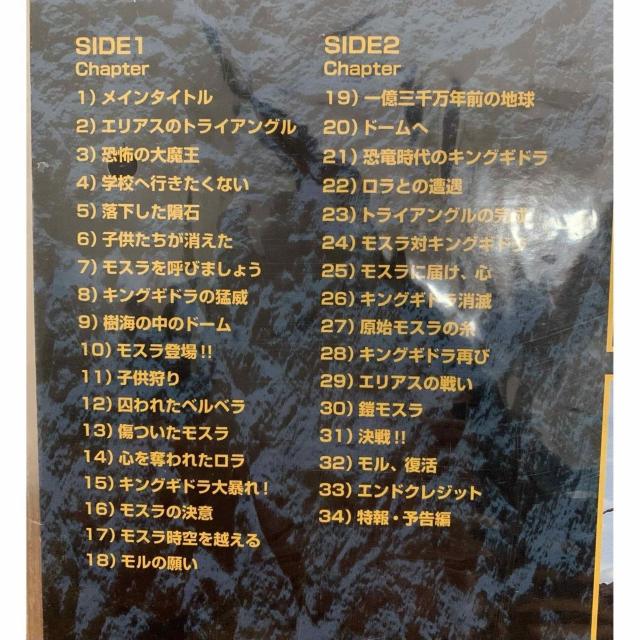 SIDE1
Chapter
1) メインタイトル
2) エリアスのトライアングル
3) 恐怖の大魔王
4) 学校へ行きたくない
5) 落下した隕石
6) 子供たちが消えた
7) モスラを呼びましょう
8) キングギドラの猛威
9) 樹海の中のドーム
10) モスラ登場!!
11) 子供狩り
12) 囚われたベルベラ
13) 傷ついたモスラ
14) 心を奪われたロラ
15) キングギドラ大暴れ!
16) モスラの決意
17) モスラ時空を越える
18) モルの願い
SIDE2
Chapter
19) 一億三千万年前の地球
20) ドームへ
21) 恐竜時代のキングギドラ
22) ロラとの遭遇
23) トライアングルの完成
24) モスラ対キングギドラ
25) モスラに届け、心
26) キングギドラ消滅
27) 原始モスラの糸
28) キングギドラ再び
29) エリアスの戦い
30) 鎧モスラ
31) 決戦!!
32) モル、復活
33) エンドクレジット
34) 特報・予告編